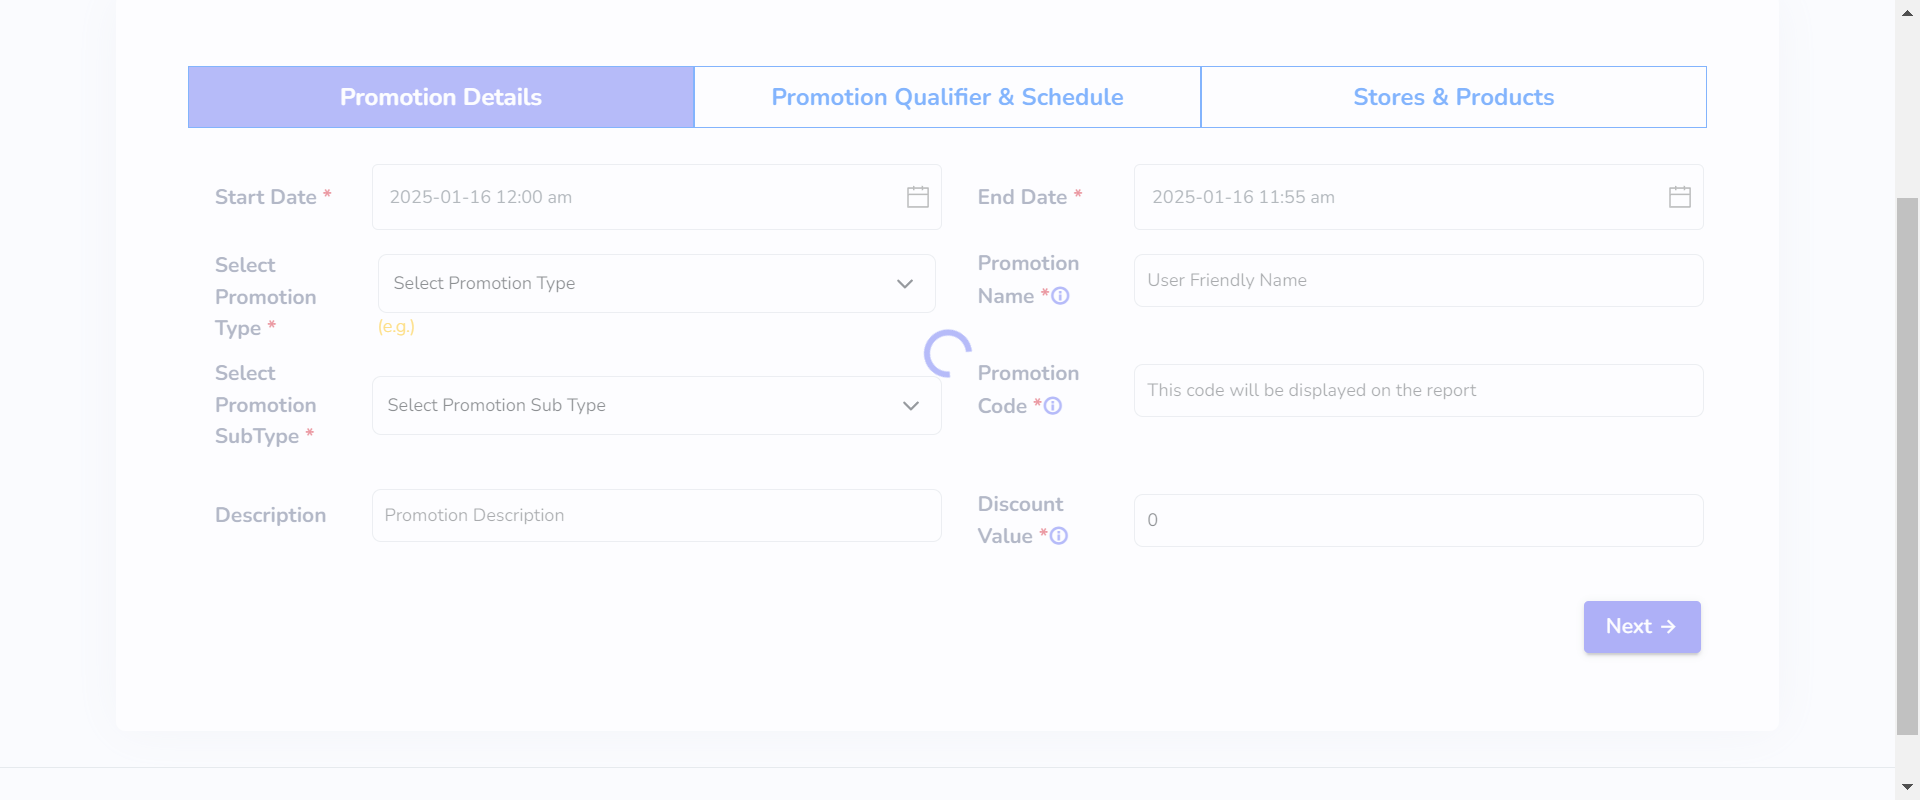 Promotion Details
Promotion Qualifier & Schedule
Stores & Products
Start Date *
2025-01-16 12:00 am
End Date *
2025-01-16 11:55 am
Select
Promotion
Type *
Select Promotion Type
(e.g.)
Promotion
Name *
User Friendly Name
Select
Promotion
SubType *
Select Promotion Sub Type
Promotion
Code *
This code will be displayed on the report
Description
Promotion Description
Discount
Value *
0
Next →